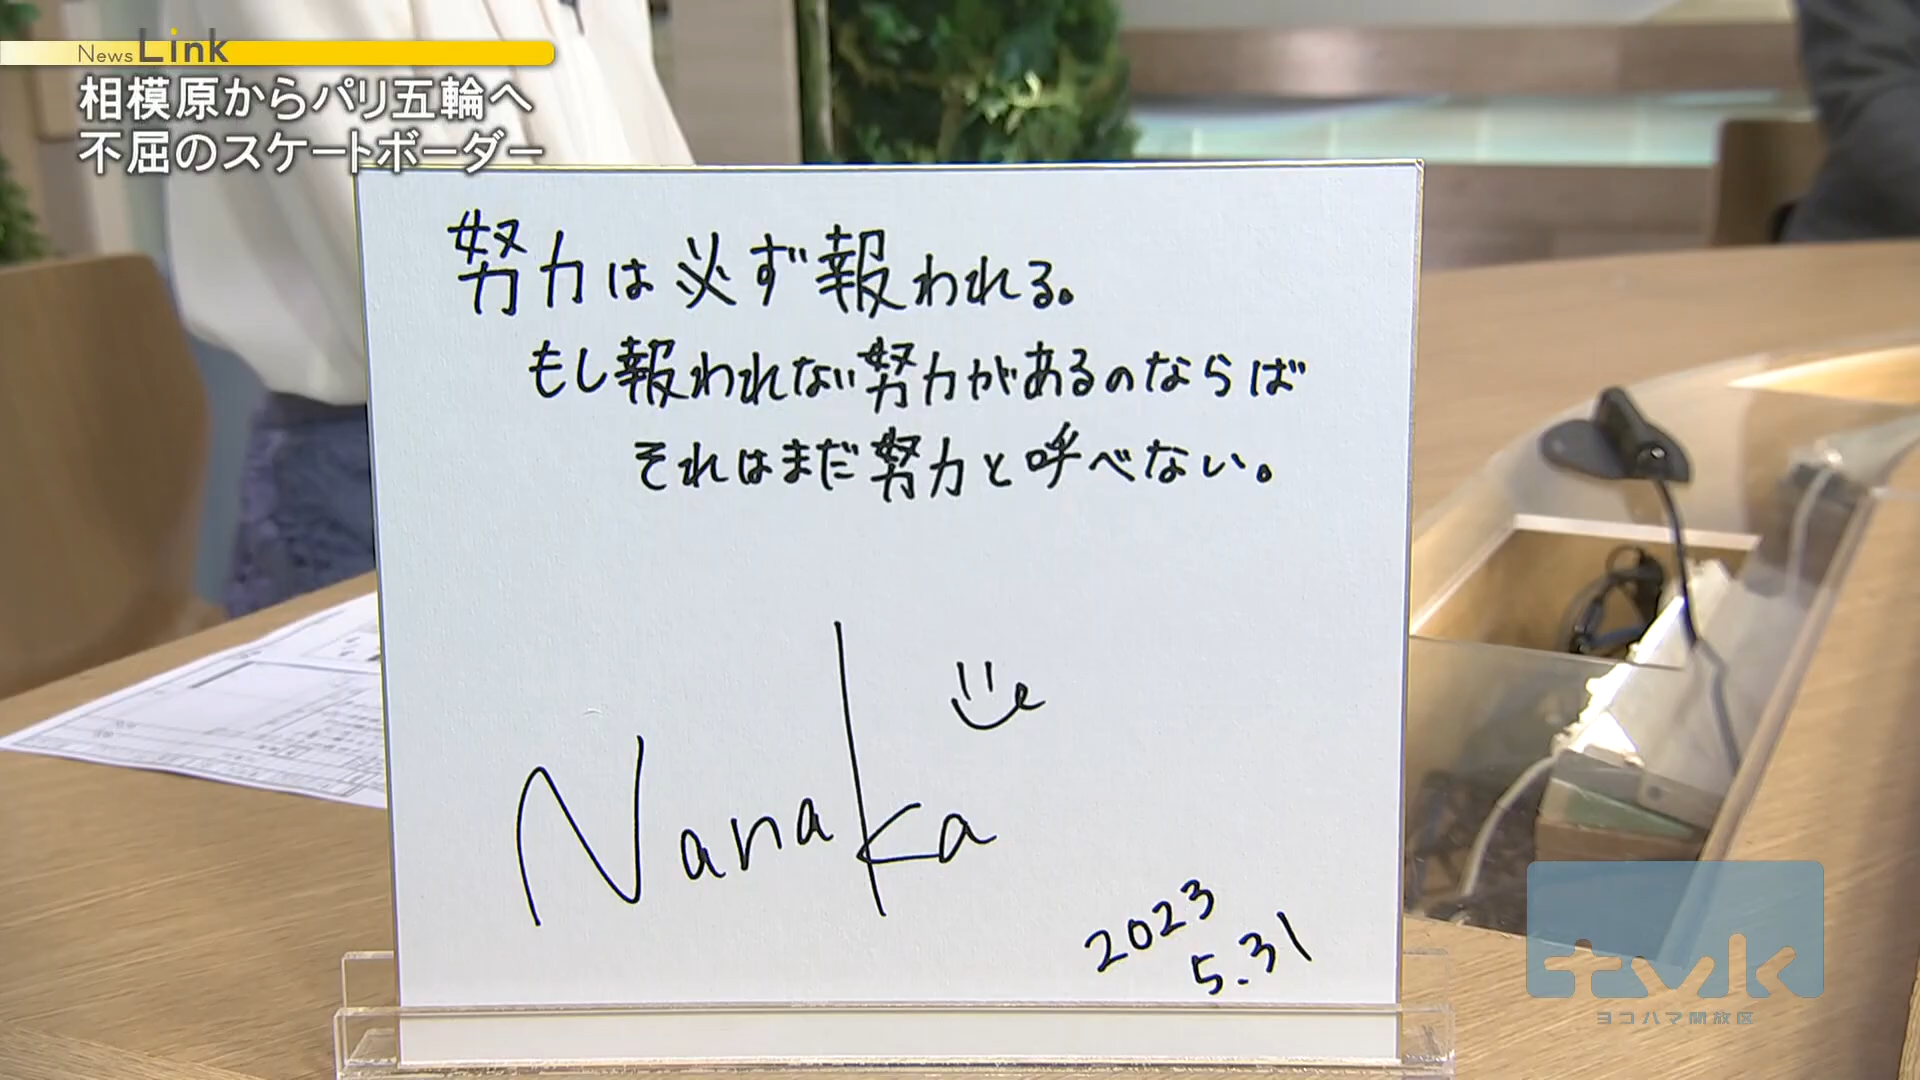 News Link
相模原からパリ五輪へ
不屈のスケートボーダー
努力は必ず報われる。
もし報われない努力があるのならば
それはまだ努力と呼べない。
Nanaka
2023
5.31
tvk
ヨコハマ開放区